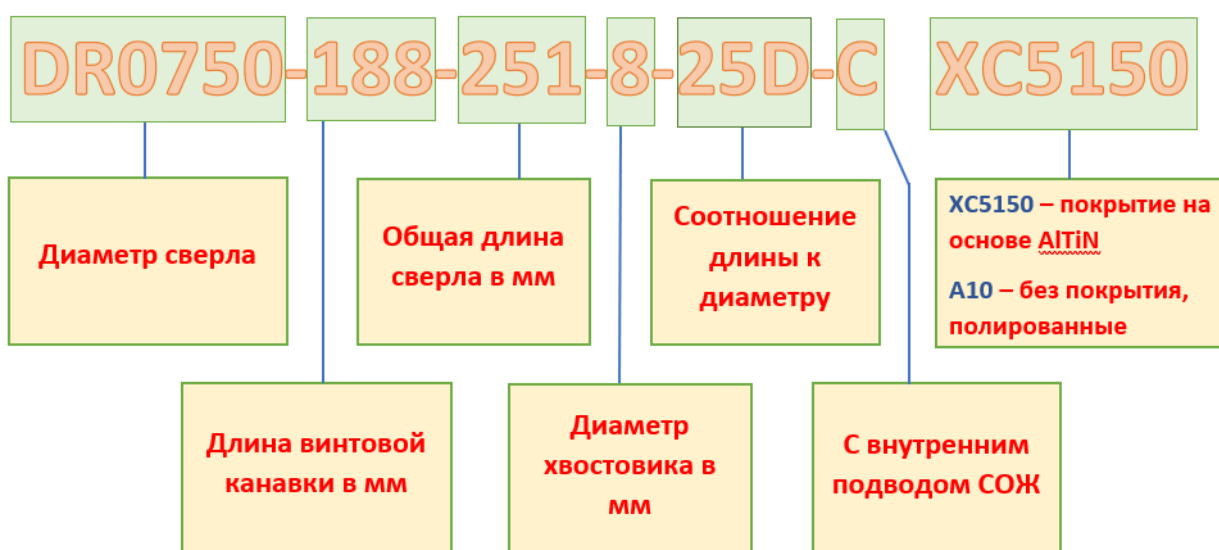 DR0750-188-251-8-25D-C XC5150
Диаметр сверла
Общая длина
сверла в мм
Соотношение
длины к
диаметру
XC5150 – покрытие на
основе AlTiN
A10 – без покрытия,
полированные
Длина винтовой
канавки в мм
Диаметр
хвостовика в
мм
С внутренним
подводом СОЖ